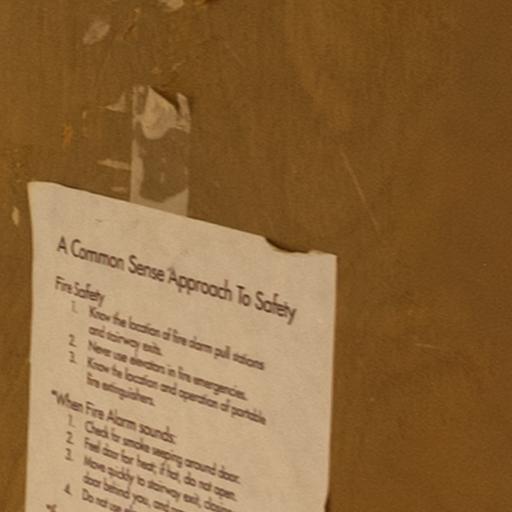 A Common Sense Approach To Safety
Fire Safety
1. Know the location of fire alarm pull stations
and stairway exits.
2. Never use elevators in fire emergencies.
3. Know the location and operation of portable
fire extinguishers.
"When Fire Alarm sounds:
1. Check for smoke seeping around door.
2. Feel door for heat; if hot, do not open.
3. Move quickly to stairway exit, closing
door behind you, and
4. Do not use